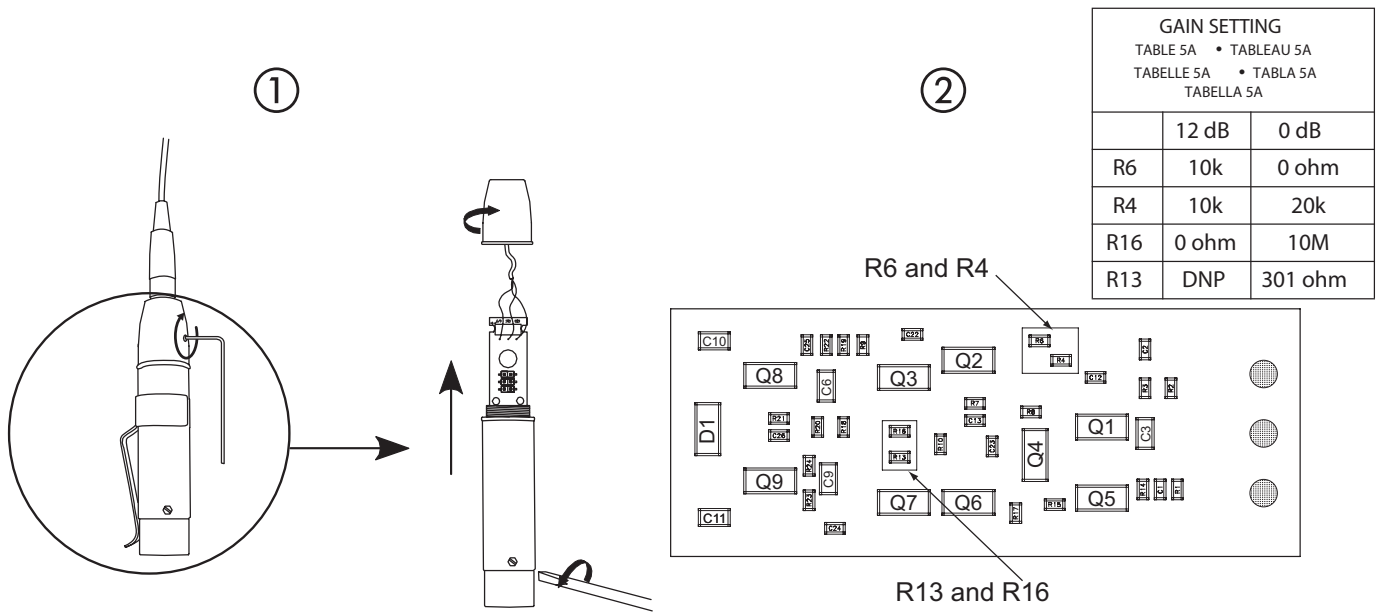 ①
②
GAIN SETTING
TABLE 5A • TABLEAU 5A
TABELLE 5A • TABLA 5A
TABELLA 5A
12 dB 0 dB
R6 10k 0 ohm
R4 10k 20k
R16 0 ohm 10M
R13 DNP 301 ohm
R6 and R4
C10
C25
R22
R19
R9
C22
Q8
C6
Q3
Q2
R6
R4
C12
C2
R3
R2
D1
R21
C26
R20
R18
R16
R13
R7
C13
R10
C23
R8
Q4
Q1
C3
Q9
R24
R23
C9
Q7
Q6
R17
R15
Q5
R14
C1
R1
C11
C24
R13 and R16